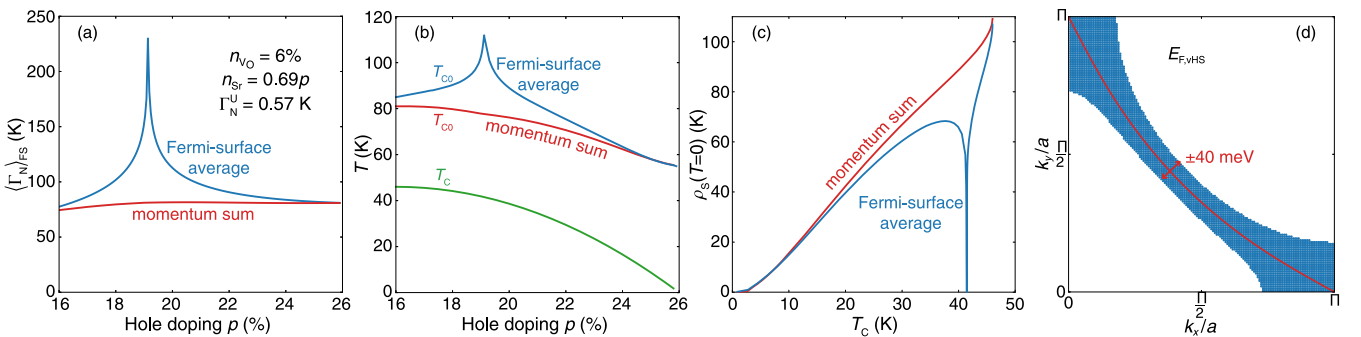 (a)
n_VO = 6%
n_Sr = 0.69p
Γ_N^U = 0.57 K
Fermi-surface
average
momentum sum
⟨Γ_N⟩_FS (K)
250
200
150
100
50
0
16 18 20 22 24 26
Hole doping p (%)
(b)
T_C0
Fermi-surface
average
T_C0
momentum sum
T_C
T (K)
120
100
80
60
40
20
0
16 18 20 22 24 26
Hole doping p (%)
(c)
momentum sum
Fermi-surface
average
ρ_S(T=0) (K)
100
80
60
40
20
0
0 10 20 30 40 50
T_C (K)
(d)
E_F,vHS
±40 meV
k_y/a
Π
Π/2
0
0 Π/2 Π
k_x/a